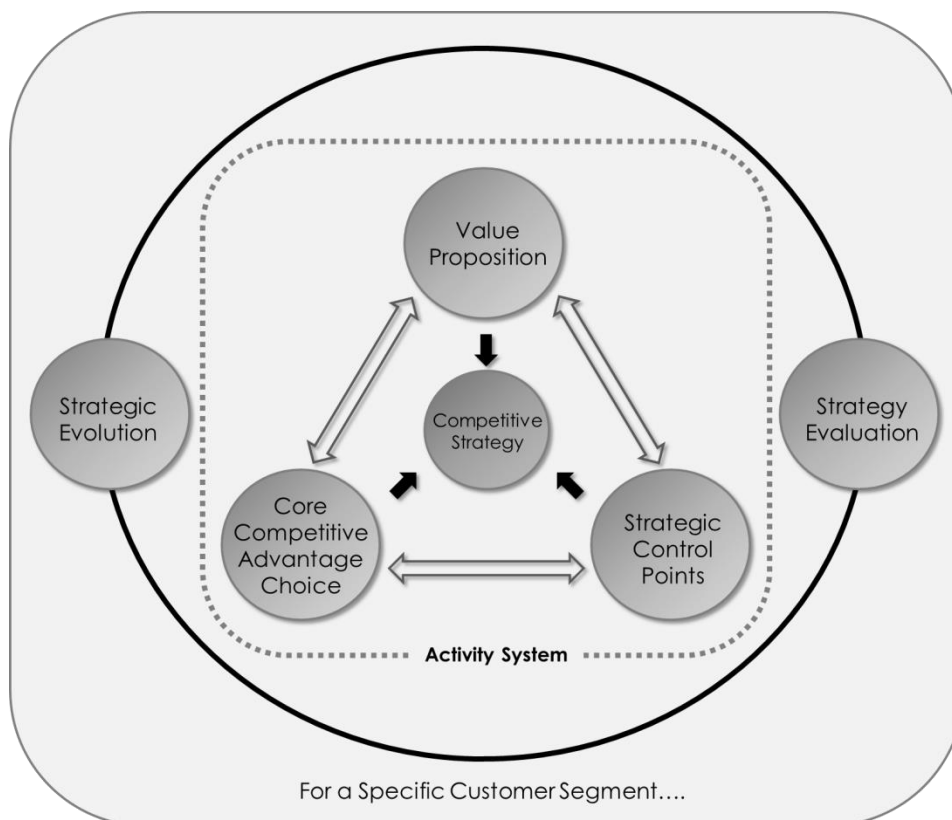 Value
Proposition
Strategic
Evolution
Competitive
Strategy
Strategy
Evaluation
Core
Competitive
Advantage
Choice
Strategic
Control
Points
Activity System
For a Specific Customer Segment....